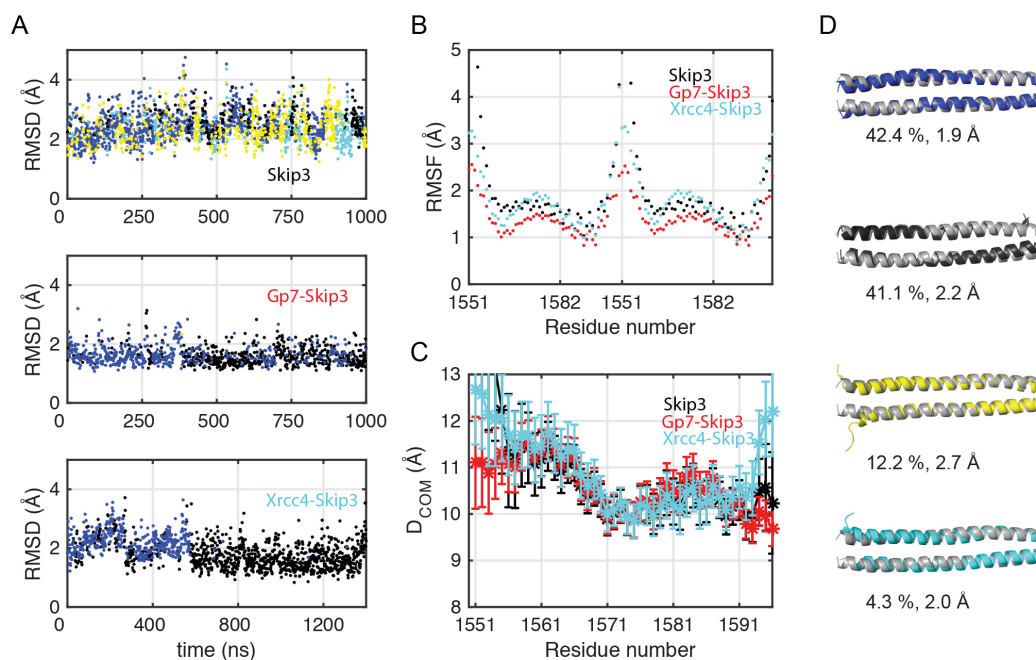 A
RMSD (Å)
4
2
0
0
250
500
750
1000
Skip3
RMSD (Å)
4
2
0
0
250
500
750
1000
Gp7-Skip3
RMSD (Å)
4
2
0
0
400
800
1200
Xrcc4-Skip3
time (ns)
B
RMSF (Å)
5
4
3
2
1
0
1551
1582
1551
1582
Skip3
Gp7-Skip3
Xrcc4-Skip3
Residue number
C
D_COM (Å)
13
12
11
10
9
8
1551
1561
1571
1581
1591
Skip3
Gp7-Skip3
Xrcc4-Skip3
Residue number
D
42.4 %, 1.9 Å
41.1 %, 2.2 Å
12.2 %, 2.7 Å
4.3 %, 2.0 Å